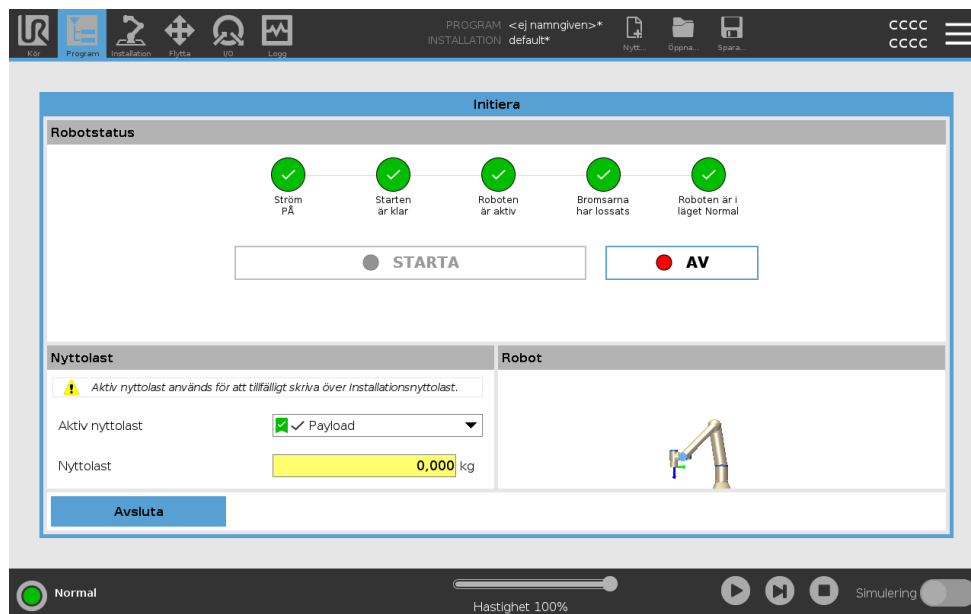 UR
PROGRAM <ej namngiven>*
INSTALLATION default*
CCCC
CCCC
Kör Program Installation Flytta I/O Logg Nytt... Öppna... Spara...
Initiera
Robotstatus
Ström PÅ
Starten är klar
Roboten är aktiv
Bromsarna har lossats
Roboten är i läget Normal
STARTA AV
Nyttolast Robot
Aktiv nyttolast används för att tillfälligt skriva över Installationsnyttolast.
Aktiv nyttolast Payload
Nyttolast 0,000 kg
Avsluta
Normal
Hastighet 100%
Simulering